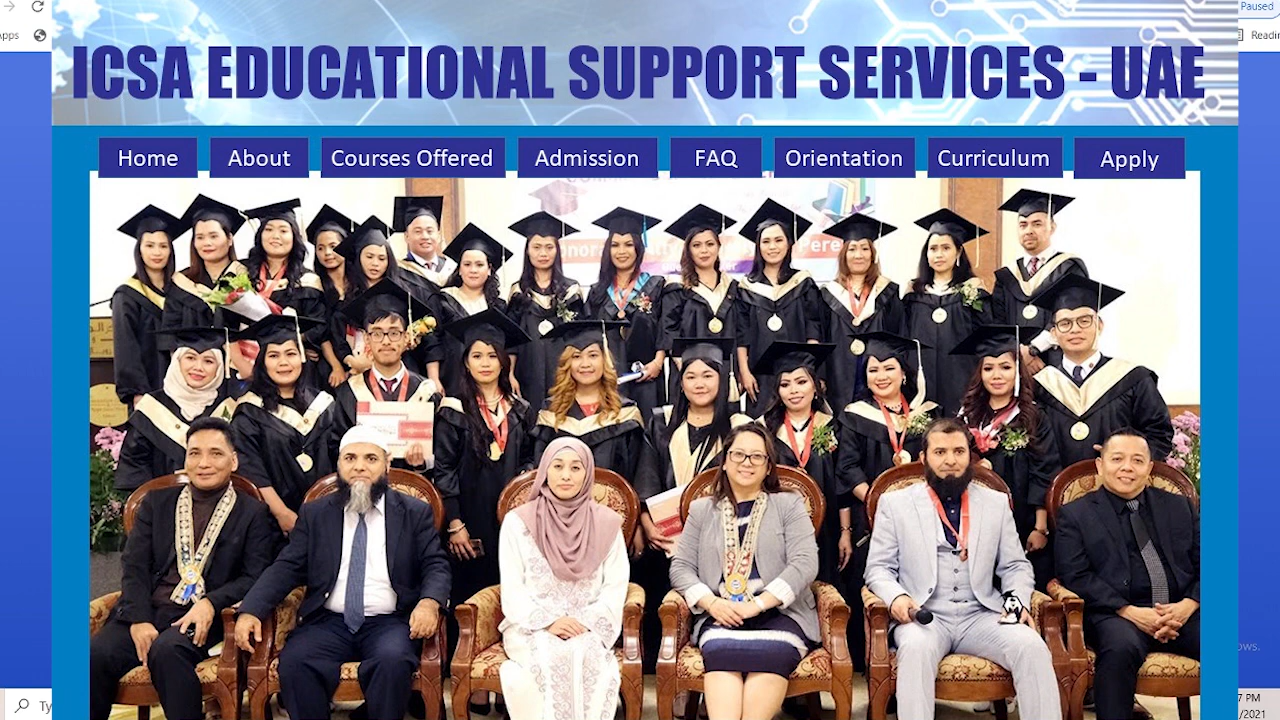 Paused
ICSA EDUCATIONAL SUPPORT SERVICES - UAE
Home
About
Courses Offered
Admission
FAQ
Orientation
Curriculum
Apply